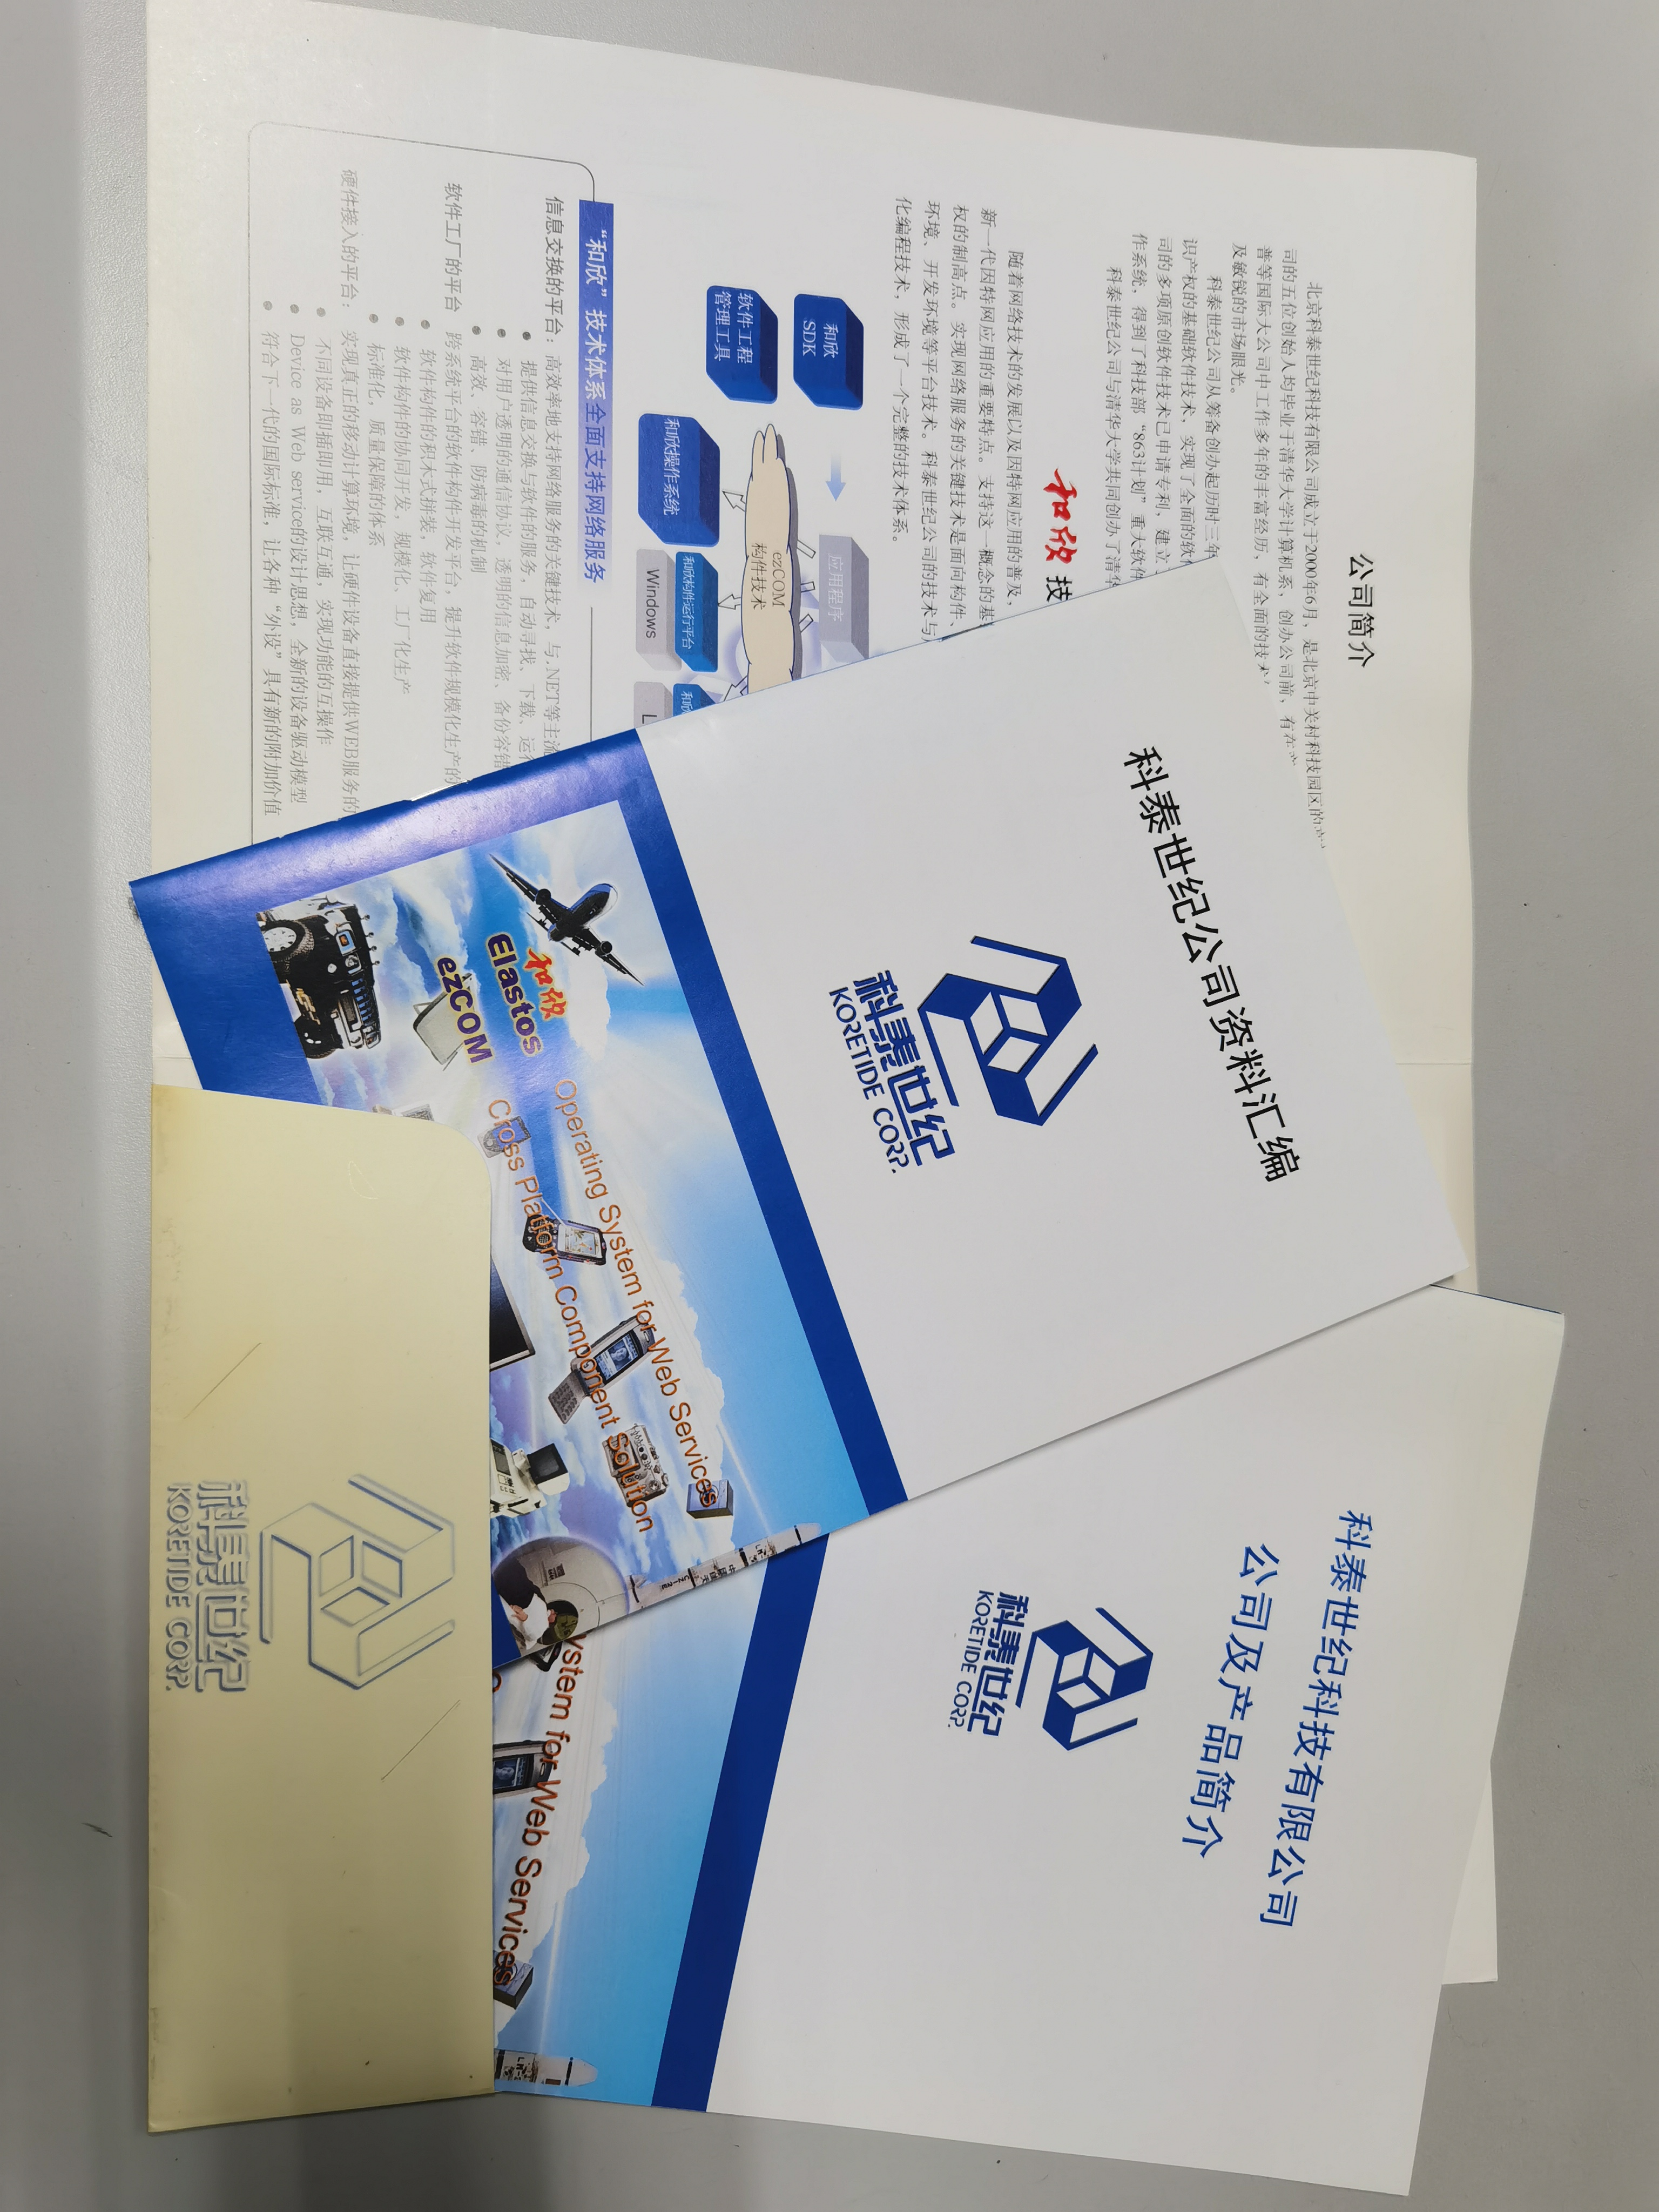 公司简介
北京科泰世纪科技有限公司成立于2000年6月，是北京中关村科技园区的
司的五位创始人均毕业于清华大学计算机系，创办公司前，有在
普等国际大公司中工作多年的丰富经历，有全面的技术
及敏锐的市场眼光。
科泰世纪公司从筹备创办起历时三年
识产权的基础软件技术，实现了全面的软
司的多项原创软件技术已申请专利，建立
作系统，得到了科技部“863计划”重大软件
科泰世纪公司与清华大学共同创办了清华
和欣 技
随着网络技术的发展以及因特网应用的普及，
新一代因特网应用的重要特点。支持这一概念的基
权的制高点。实现网络服务的关键技术是面向构件、
环境、开发环境等平台技术。科泰世纪公司的技术与
化编程技术，形成了一个完整的技术体系。
和欣
SDK
应用程序
软件工程
管理工具
ezCOM
构件技术
和欣操作系统
和欣构件运行平台
和欣
Windows
L
“和欣”技术体系全面支持网络服务
信息交换的平台：高效率地支持网络服务的关键技术，与.NET等主流
● 提供信息交换与软件的服务，自动寻找、下载、运行
● 对用户透明的通信协议，透明的信息加密、备份容错
● 高效、容错、防病毒的机制
软件工厂的平台 跨系统平台的软件构件开发平台，提升软件规模化生产的
● 软件构件的积木式拼装，软件复用
● 软件构件的协同开发，规模化、工厂化生产
● 标准化，质量保障的体系
硬件接入的平台：实现真正的移动计算环境，让硬件设备直接提供WEB服务的
● 不同设备即插即用，互联互通，实现功能的互操作
● Device as Web service的设计思想，全新的设备驱动模型
● 符合下一代的国际标准，让各种“外设”具有新的附加价值
科泰世纪公司资料汇编
科泰世纪
KORETIDE CORP.
和欣
Elastos
ezCOM
Operating System for Web Services
Cross Platform Component Solution
科泰世纪科技有限公司
公司及产品简介
科泰世纪
KORETIDE CORP.
ystem for Web Services
科泰世纪
KORETIDE CORP.